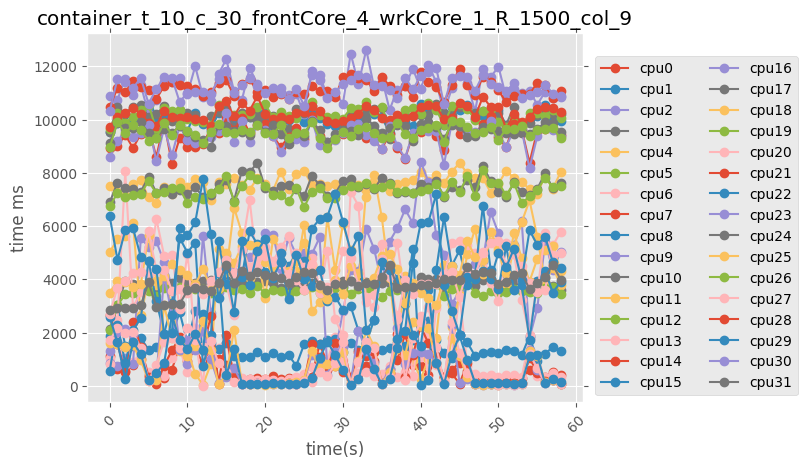 container_t_10_c_30_frontCore_4_wrkCore_1_R_1500_col_9
12000
10000
8000
6000
4000
2000
0
time ms
0
10
20
30
40
50
60
time(s)
cpu0
cpu1
cpu2
cpu3
cpu4
cpu5
cpu6
cpu7
cpu8
cpu9
cpu10
cpu11
cpu12
cpu13
cpu14
cpu15
cpu16
cpu17
cpu18
cpu19
cpu20
cpu21
cpu22
cpu23
cpu24
cpu25
cpu26
cpu27
cpu28
cpu29
cpu30
cpu31